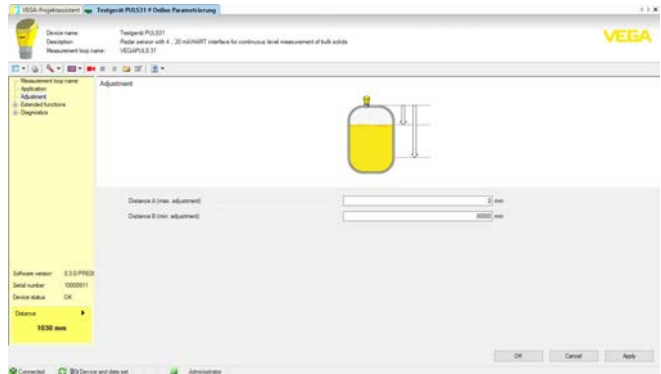 VEGA-Projektassistent
Testgerät PULS31 # Online Parametrierung
Device name: Testgerät PULS31
Description: Radar sensor with 4 .. 20 mA/HART interface for continuous level measurement of bulk solids
Measurement loop name: VEGAPULS 31
VEGA
Measurement loop name
Application
Adjustment
Extended functions
Diagnostics
Adjustment
Distance A (max. adjustment) 0 mm
Distance B (min. adjustment) 30000 mm
Software version
Serial number 10000911
Device status OK
Distance
1030 mm
OK Cancel Apply
Connected Device and data set Administrator